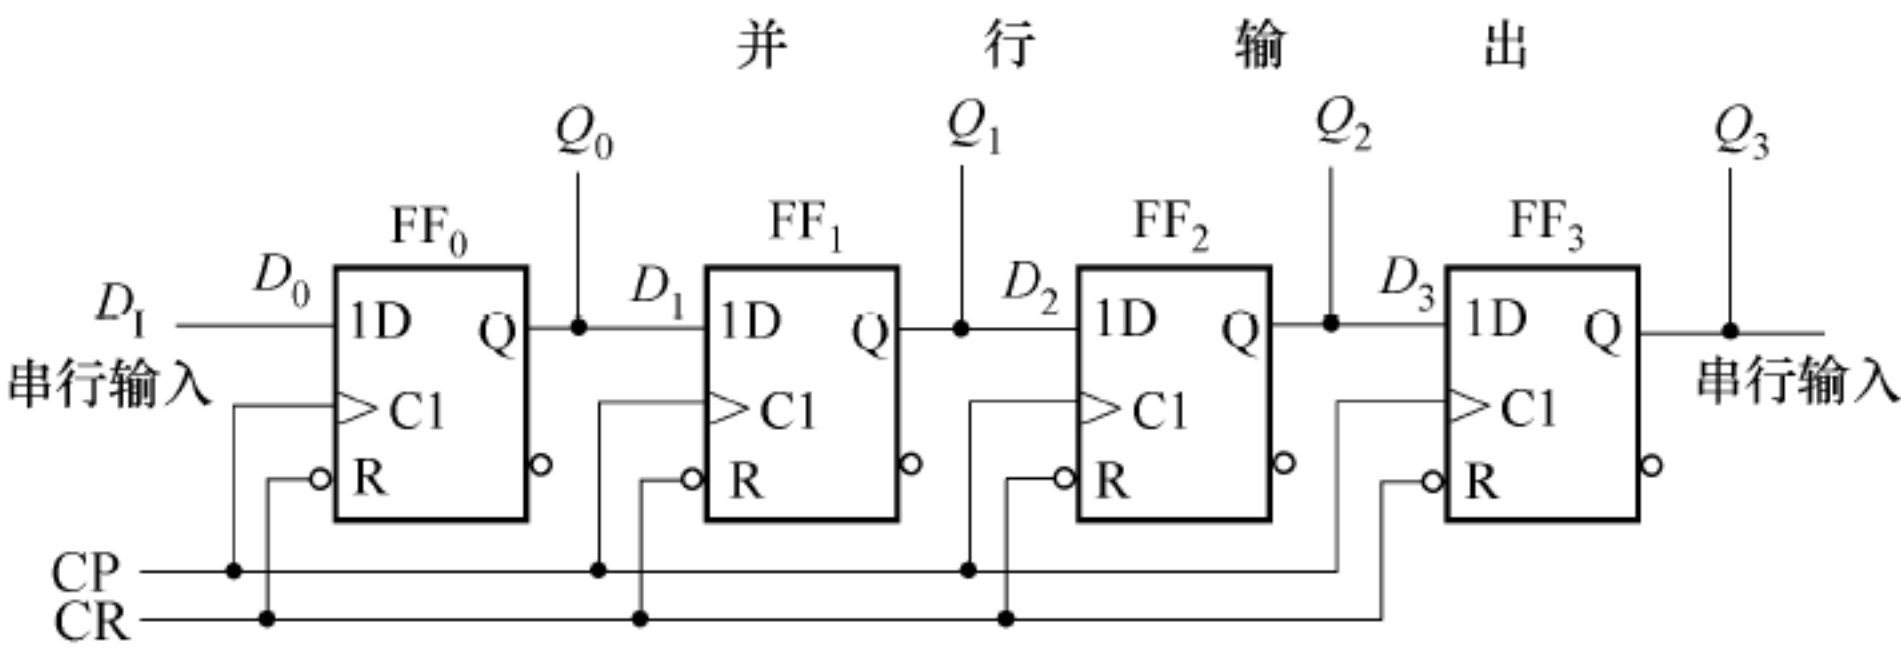 并 行 输 出
Q0 Q1 Q2 Q3
FF0 FF1 FF2 FF3
DI D0 1D Q D1 1D Q D2 1D Q D3 1D Q
串行输入 串行输入
C1 C1 C1 C1
R R R R
CP
CR